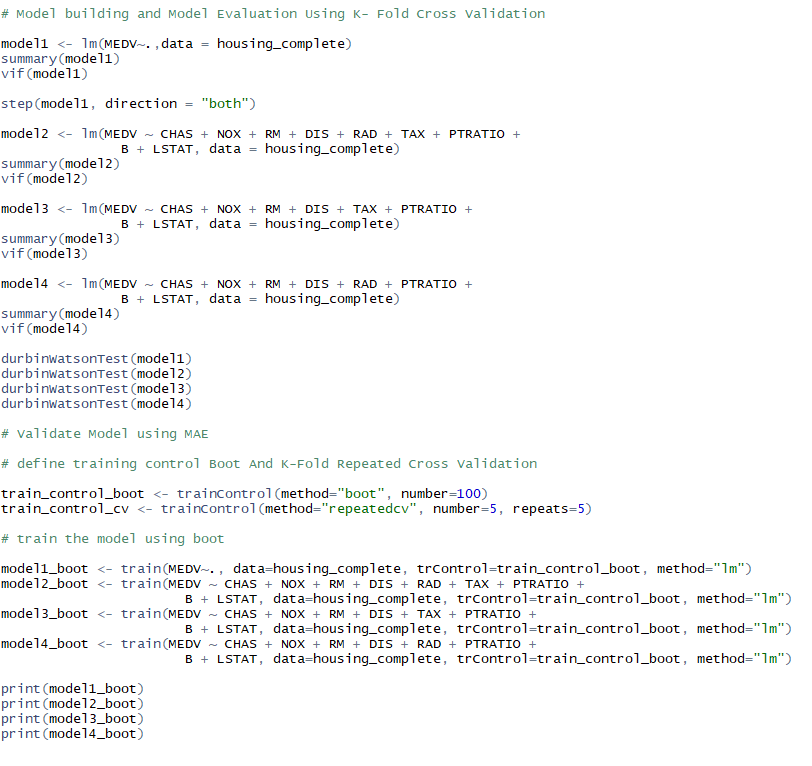 # Model building and Model Evaluation Using K- Fold Cross Validation
model1 <- lm(MEDV~.,data = housing_complete)
summary(model1)
vif(model1)
step(model1, direction = "both")
model2 <- lm(MEDV ~ CHAS + NOX + RM + DIS + RAD + TAX + PTRATIO +
B + LSTAT, data = housing_complete)
summary(model2)
vif(model2)
model3 <- lm(MEDV ~ CHAS + NOX + RM + DIS + TAX + PTRATIO +
B + LSTAT, data = housing_complete)
summary(model3)
vif(model3)
model4 <- lm(MEDV ~ CHAS + NOX + RM + DIS + RAD + PTRATIO +
B + LSTAT, data = housing_complete)
summary(model4)
vif(model4)
durbinWatsonTest(model1)
durbinWatsonTest(model2)
durbinWatsonTest(model3)
durbinWatsonTest(model4)
# Validate Model using MAE
# define training control Boot And K-Fold Repeated Cross Validation
train_control_boot <- trainControl(method="boot", number=100)
train_control_cv <- trainControl(method="repeatedcv", number=5, repeats=5)
# train the model using boot
model1_boot <- train(MEDV~., data=housing_complete, trControl=train_control_boot, method="lm")
model2_boot <- train(MEDV ~ CHAS + NOX + RM + DIS + RAD + TAX + PTRATIO +
B + LSTAT, data=housing_complete, trControl=train_control_boot, method="lm")
model3_boot <- train(MEDV ~ CHAS + NOX + RM + DIS + TAX + PTRATIO +
B + LSTAT, data=housing_complete, trControl=train_control_boot, method="lm")
model4_boot <- train(MEDV ~ CHAS + NOX + RM + DIS + RAD + PTRATIO +
B + LSTAT, data=housing_complete, trControl=train_control_boot, method="lm")
print(model1_boot)
print(model2_boot)
print(model3_boot)
print(model4_boot)